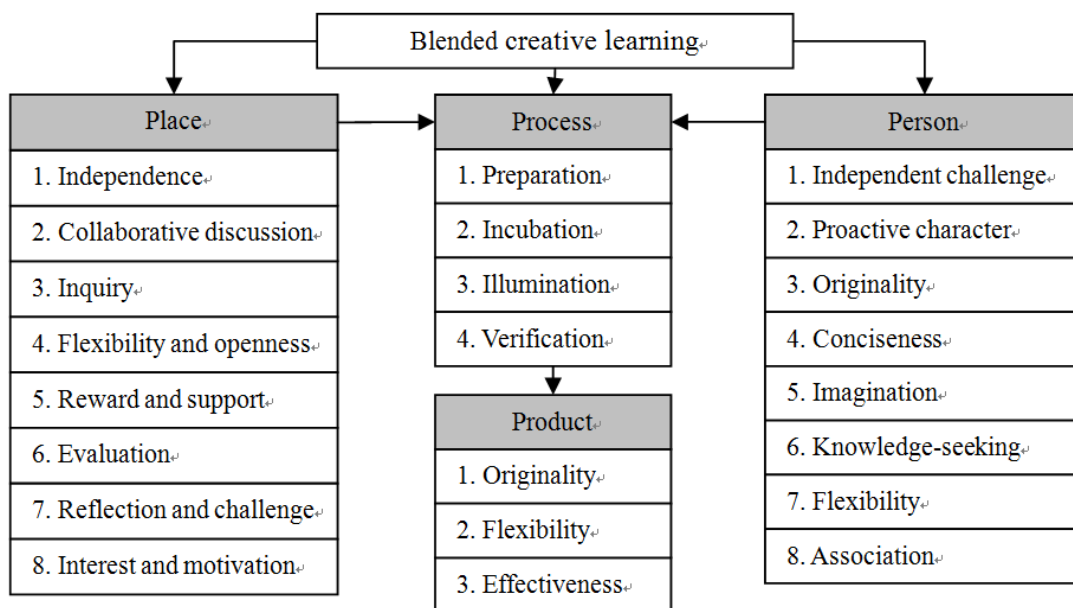 Blended creative learning
Place
1. Independence
2. Collaborative discussion
3. Inquiry
4. Flexibility and openness
5. Reward and support
6. Evaluation
7. Reflection and challenge
8. Interest and motivation
Process
1. Preparation
2. Incubation
3. Illumination
4. Verification
Product
1. Originality
2. Flexibility
3. Effectiveness
Person
1. Independent challenge
2. Proactive character
3. Originality
4. Conciseness
5. Imagination
6. Knowledge-seeking
7. Flexibility
8. Association